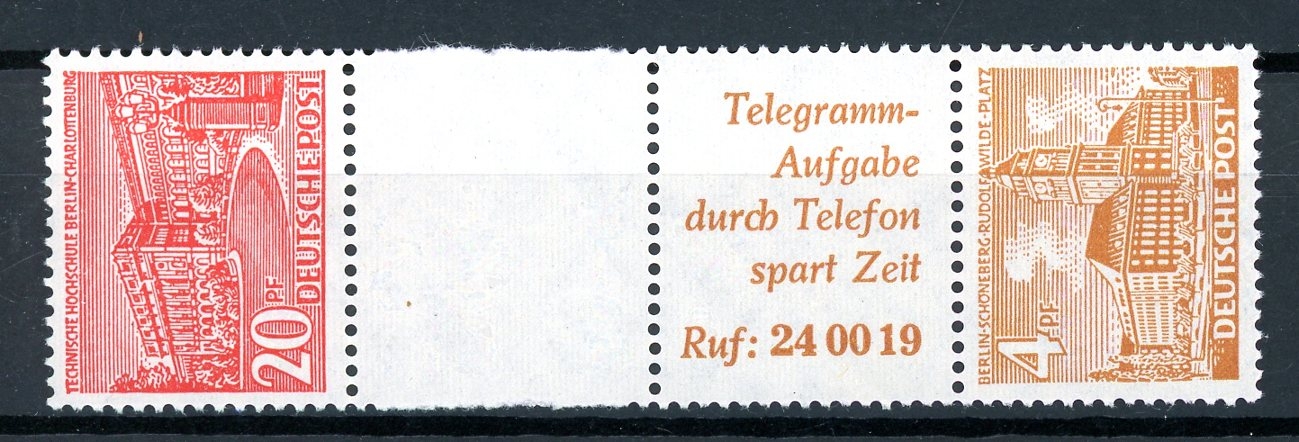 TECHNISCHE HOCHSCHULE BERLIN-CHARLOTTENBURG
20 PF
DEUTSCHE POST
Telegramm-
Aufgabe
durch Telefon
spart Zeit
Ruf: 24 00 19
BERLIN-SCHÖNEBERG·RUDOLF-WILDE-PLATZ
4 PF
DEUTSCHE POST